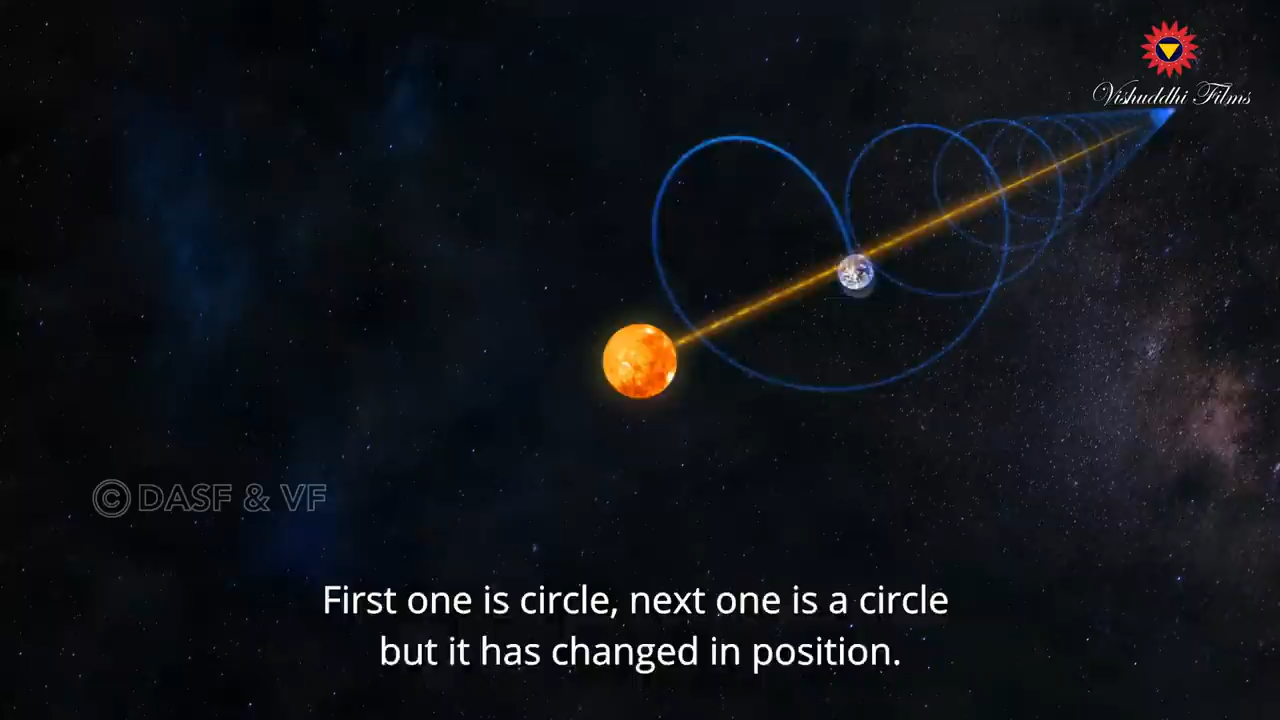 Vishuddhi Films
© DASF & VF
First one is circle, next one is a circle
but it has changed in position.